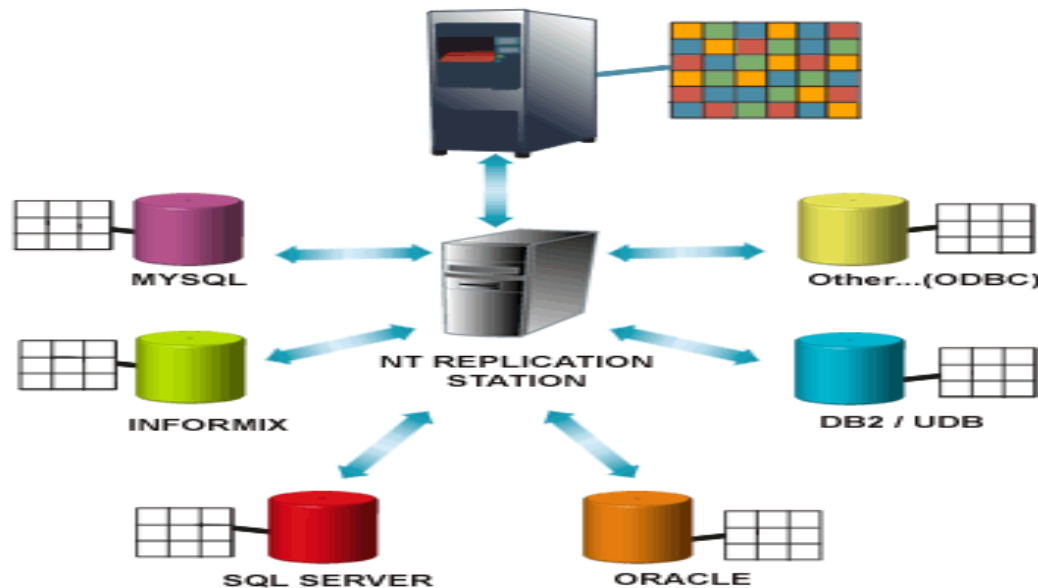 MYSQL
Other...(ODBC)
NT REPLICATION
STATION
INFORMIX
DB2 / UDB
SQL SERVER
ORACLE